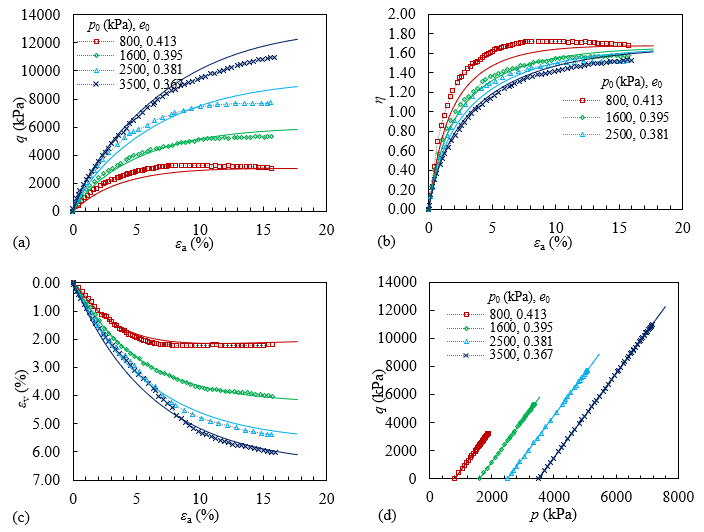 14000
12000
10000
8000
6000
4000
2000
0
q (kPa)
p₀ (kPa), e₀
800, 0.413
1600, 0.395
2500, 0.381
3500, 0.367
0 5 10 15 20
(a)
εₐ (%)
2.00
1.80
1.60
1.40
1.20
1.00
0.80
0.60
0.40
0.20
0.00
η
p₀ (kPa), e₀
800, 0.413
1600, 0.395
2500, 0.381
0 5 10 15 20
(b)
εₐ (%)
0.00
1.00
2.00
3.00
4.00
5.00
6.00
7.00
εᵥ (%)
0 5 10 15 20
(c)
εₐ (%)
14000
12000
10000
8000
6000
4000
2000
0
q (kPa)
p₀ (kPa), e₀
800, 0.413
1600, 0.395
2500, 0.381
3500, 0.367
0 2000 4000 6000 8000
(d)
p (kPa)